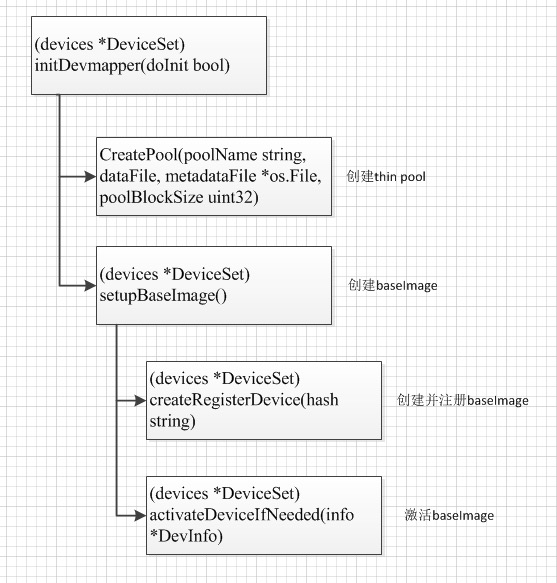 (devices *DeviceSet)
initDevmapper(doInit bool)
CreatePool(poolName string,
dataFile, metadataFile *os.File,
poolBlockSize uint32)
创建thin pool
(devices *DeviceSet)
setupBaseImage()
创建baseImage
(devices *DeviceSet)
createRegisterDevice(hash
string)
创建并注册baseImage
(devices *DeviceSet)
activateDeviceIfNeeded(info
*DevInfo)
激活baseImage